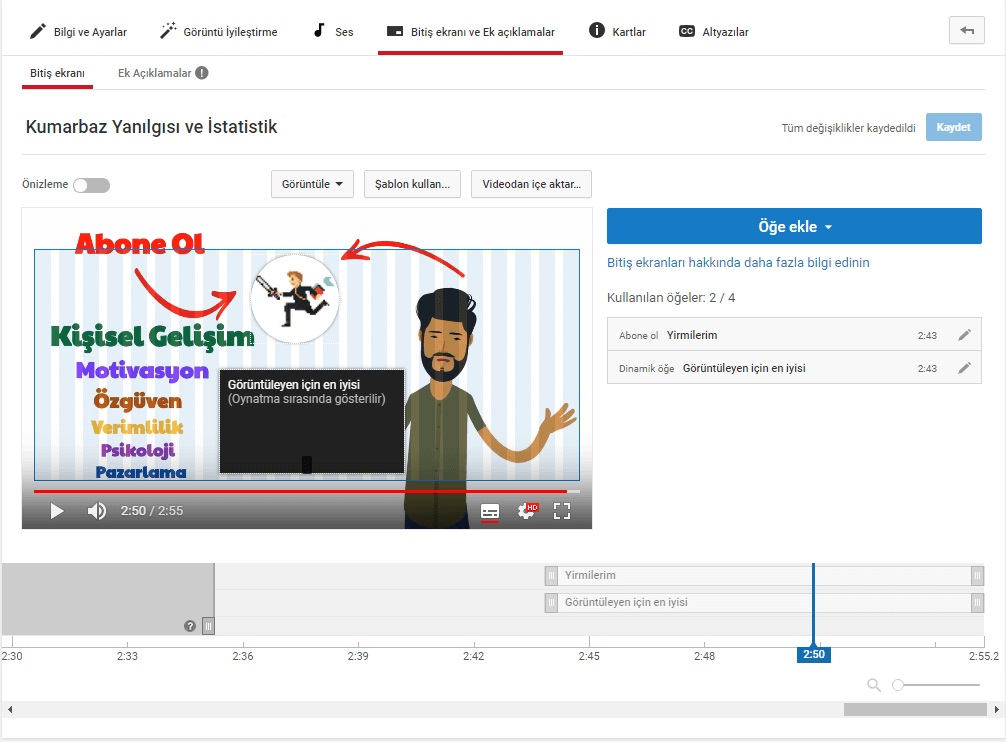 Bilgi ve Ayarlar
Görüntü İyileştirme
Ses
Bitiş ekranı ve Ek açıklamalar
Kartlar
CC Altyazılar
Bitiş ekranı
Ek Açıklamalar
Kumarbaz Yanılgısı ve İstatistik
Tüm değişiklikler kaydedildi
Kaydet
Önizleme
Görüntüle
Şablon kullan...
Videodan içe aktar...
Abone Ol
Kişisel Gelişim
Motivasyon
Özgüven
Verimlilik
Psikoloji
Pazarlama
Görüntüleyen için en iyisi
(Oynatma sırasında gösterilir)
2:50 / 2:55
HD
Öğe ekle
Bitiş ekranları hakkında daha fazla bilgi edinin
Kullanılan öğeler: 2 / 4
Abone ol Yirmilerim 2:43
Dinamik öğe Görüntüleyen için en iyisi 2:43
Yirmilerim
Görüntüleyen için en iyisi
2:30 2:33 2:36 2:39 2:42 2:45 2:48 2:50 2:55.2